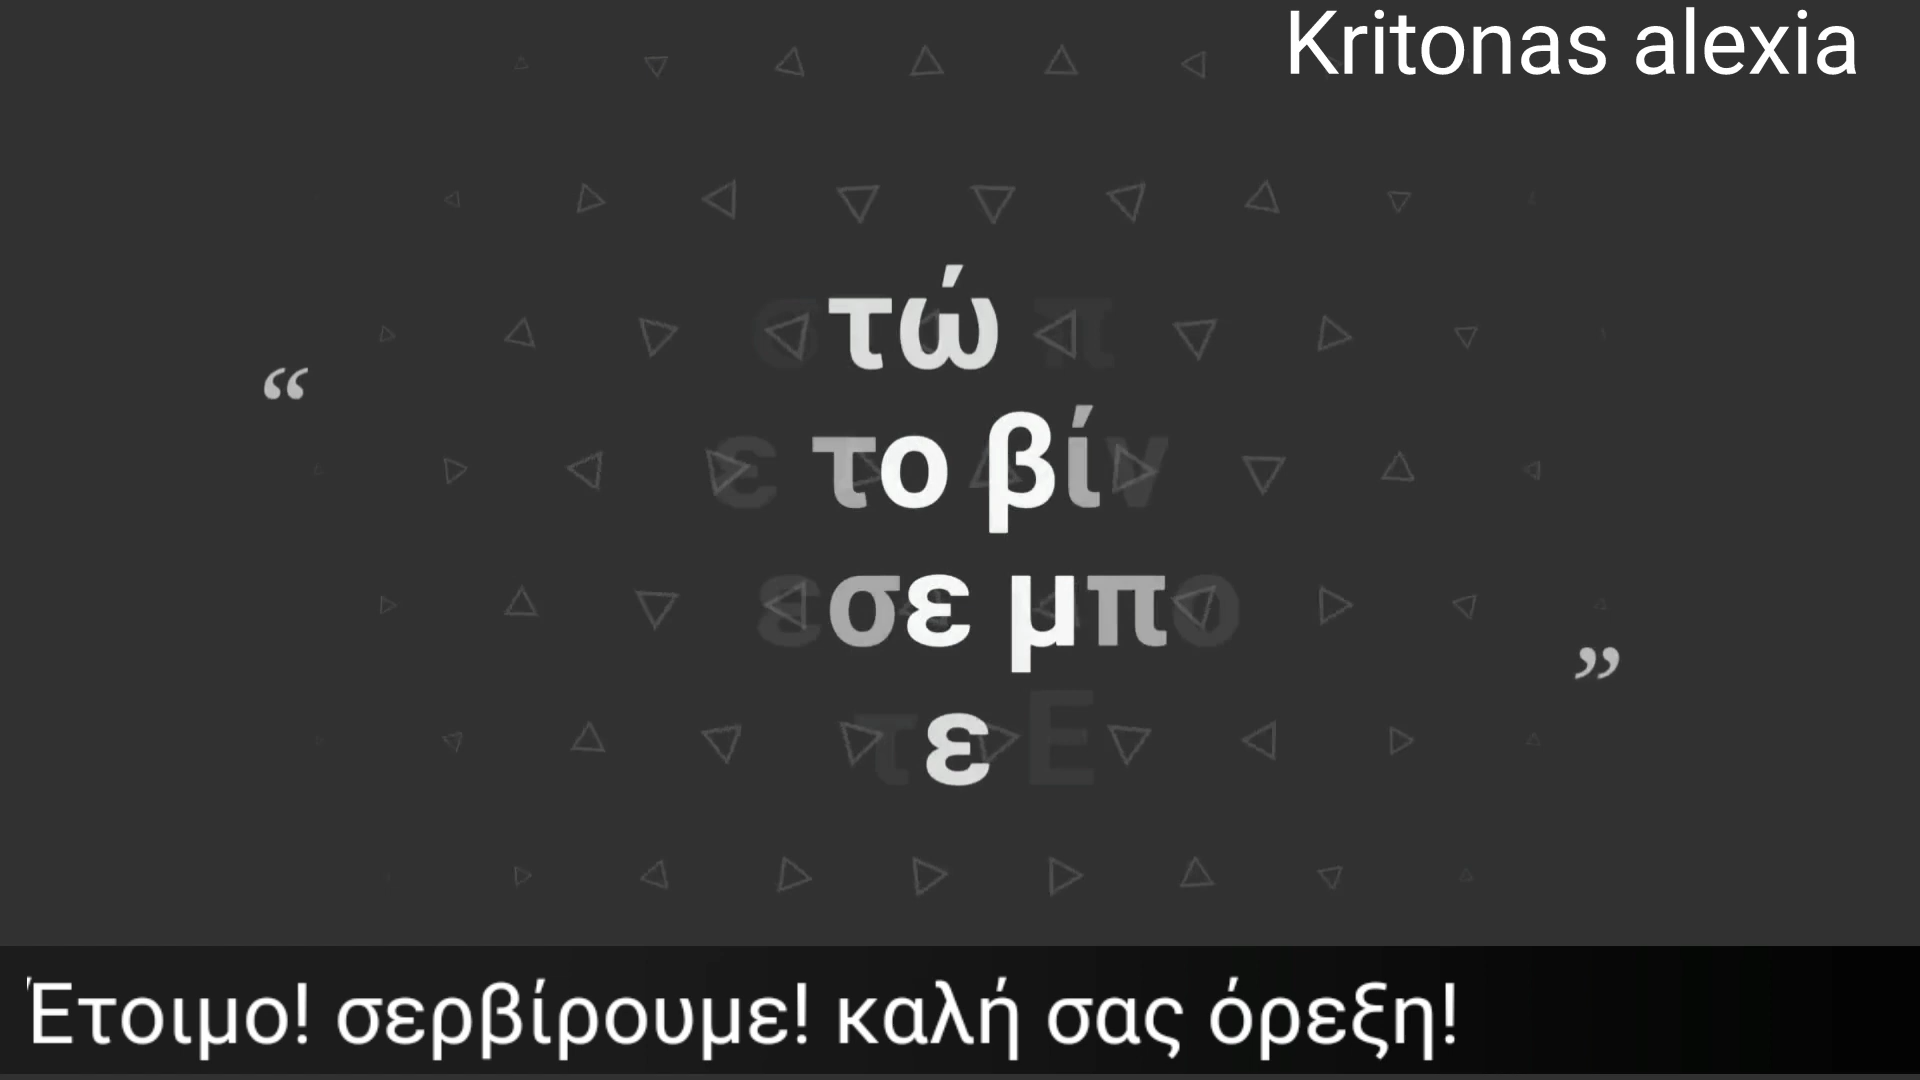 Kritonas alexia
τώ
το βί
σε μπ
ε
Έτοιμο! σερβίρουμε! καλή σας όρεξη!